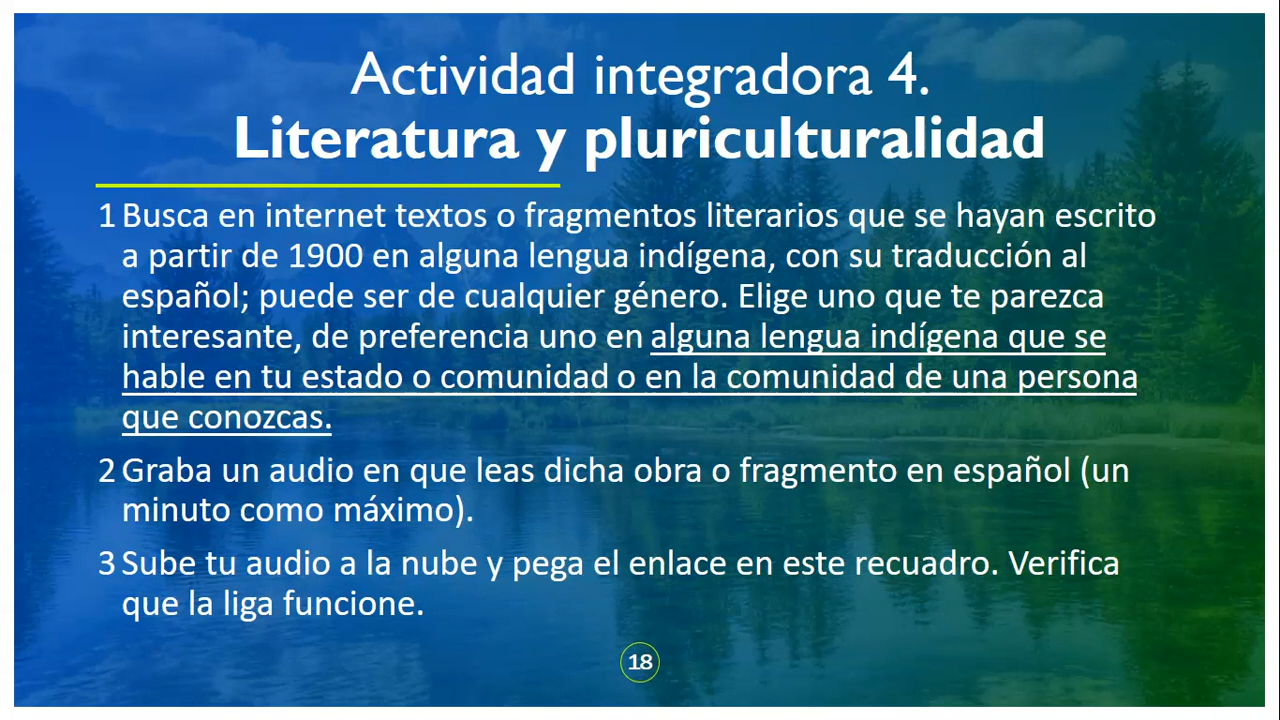 Actividad integradora 4.
Literatura y pluriculturalidad
1 Busca en internet textos o fragmentos literarios que se hayan escrito
a partir de 1900 en alguna lengua indígena, con su traducción al
español; puede ser de cualquier género. Elige uno que te parezca
interesante, de preferencia uno en alguna lengua indígena que se
hable en tu estado o comunidad o en la comunidad de una persona
que conozcas.
2 Graba un audio en que leas dicha obra o fragmento en español (un
minuto como máximo).
3 Sube tu audio a la nube y pega el enlace en este recuadro. Verifica
que la liga funcione.
18